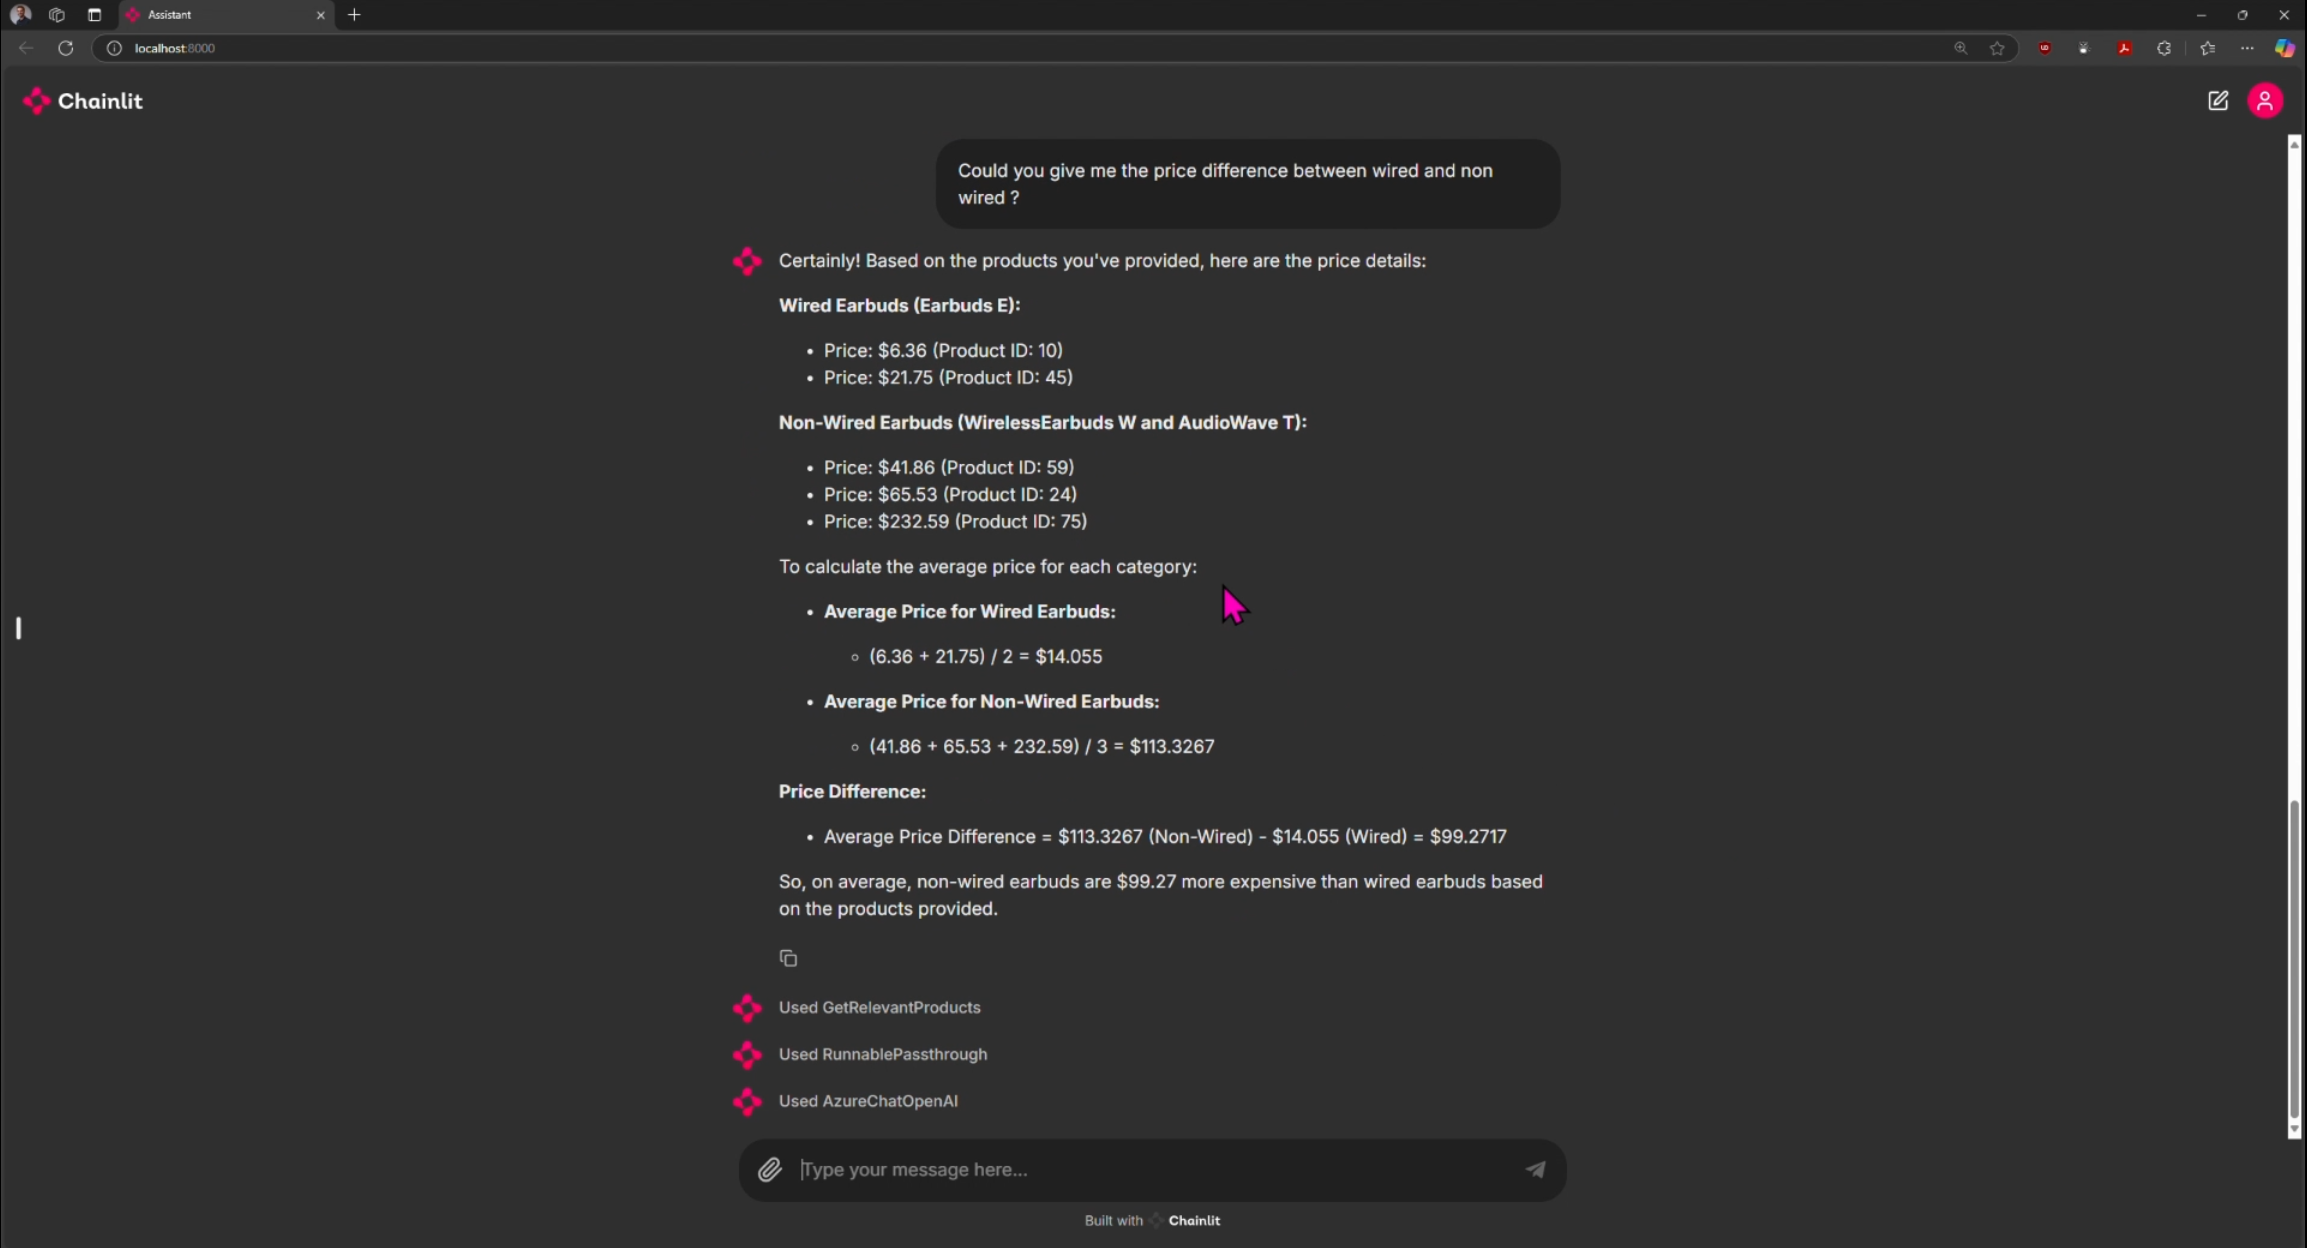 Assistant
localhost:8000
Chainlit
Could you give me the price difference between wired and non
wired ?
Certainly! Based on the products you've provided, here are the price details:
Wired Earbuds (Earbuds E):
• Price: $6.36 (Product ID: 10)
• Price: $21.75 (Product ID: 45)
Non-Wired Earbuds (WirelessEarbuds W and AudioWave T):
• Price: $41.86 (Product ID: 59)
• Price: $65.53 (Product ID: 24)
• Price: $232.59 (Product ID: 75)
To calculate the average price for each category:
• Average Price for Wired Earbuds:
◦ (6.36 + 21.75) / 2 = $14.055
• Average Price for Non-Wired Earbuds:
◦ (41.86 + 65.53 + 232.59) / 3 = $113.3267
Price Difference:
• Average Price Difference = $113.3267 (Non-Wired) - $14.055 (Wired) = $99.2717
So, on average, non-wired earbuds are $99.27 more expensive than wired earbuds based
on the products provided.
Used GetRelevantProducts
Used RunnablePassthrough
Used AzureChatOpenAI
Type your message here...
Built with Chainlit